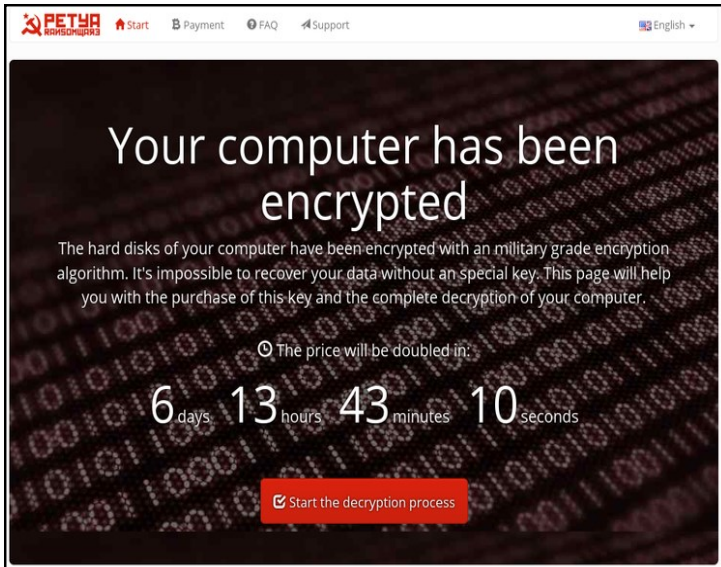 PETYA RANSOMWAR3 Start Payment FAQ Support English
Your computer has been
encrypted
The hard disks of your computer have been encrypted with an military grade encryption
algorithm. It's impossible to recover your data without an special key. This page will help
you with the purchase of this key and the complete decryption of your computer.
The price will be doubled in:
6 days 13 hours 43 minutes 10 seconds
Start the decryption process